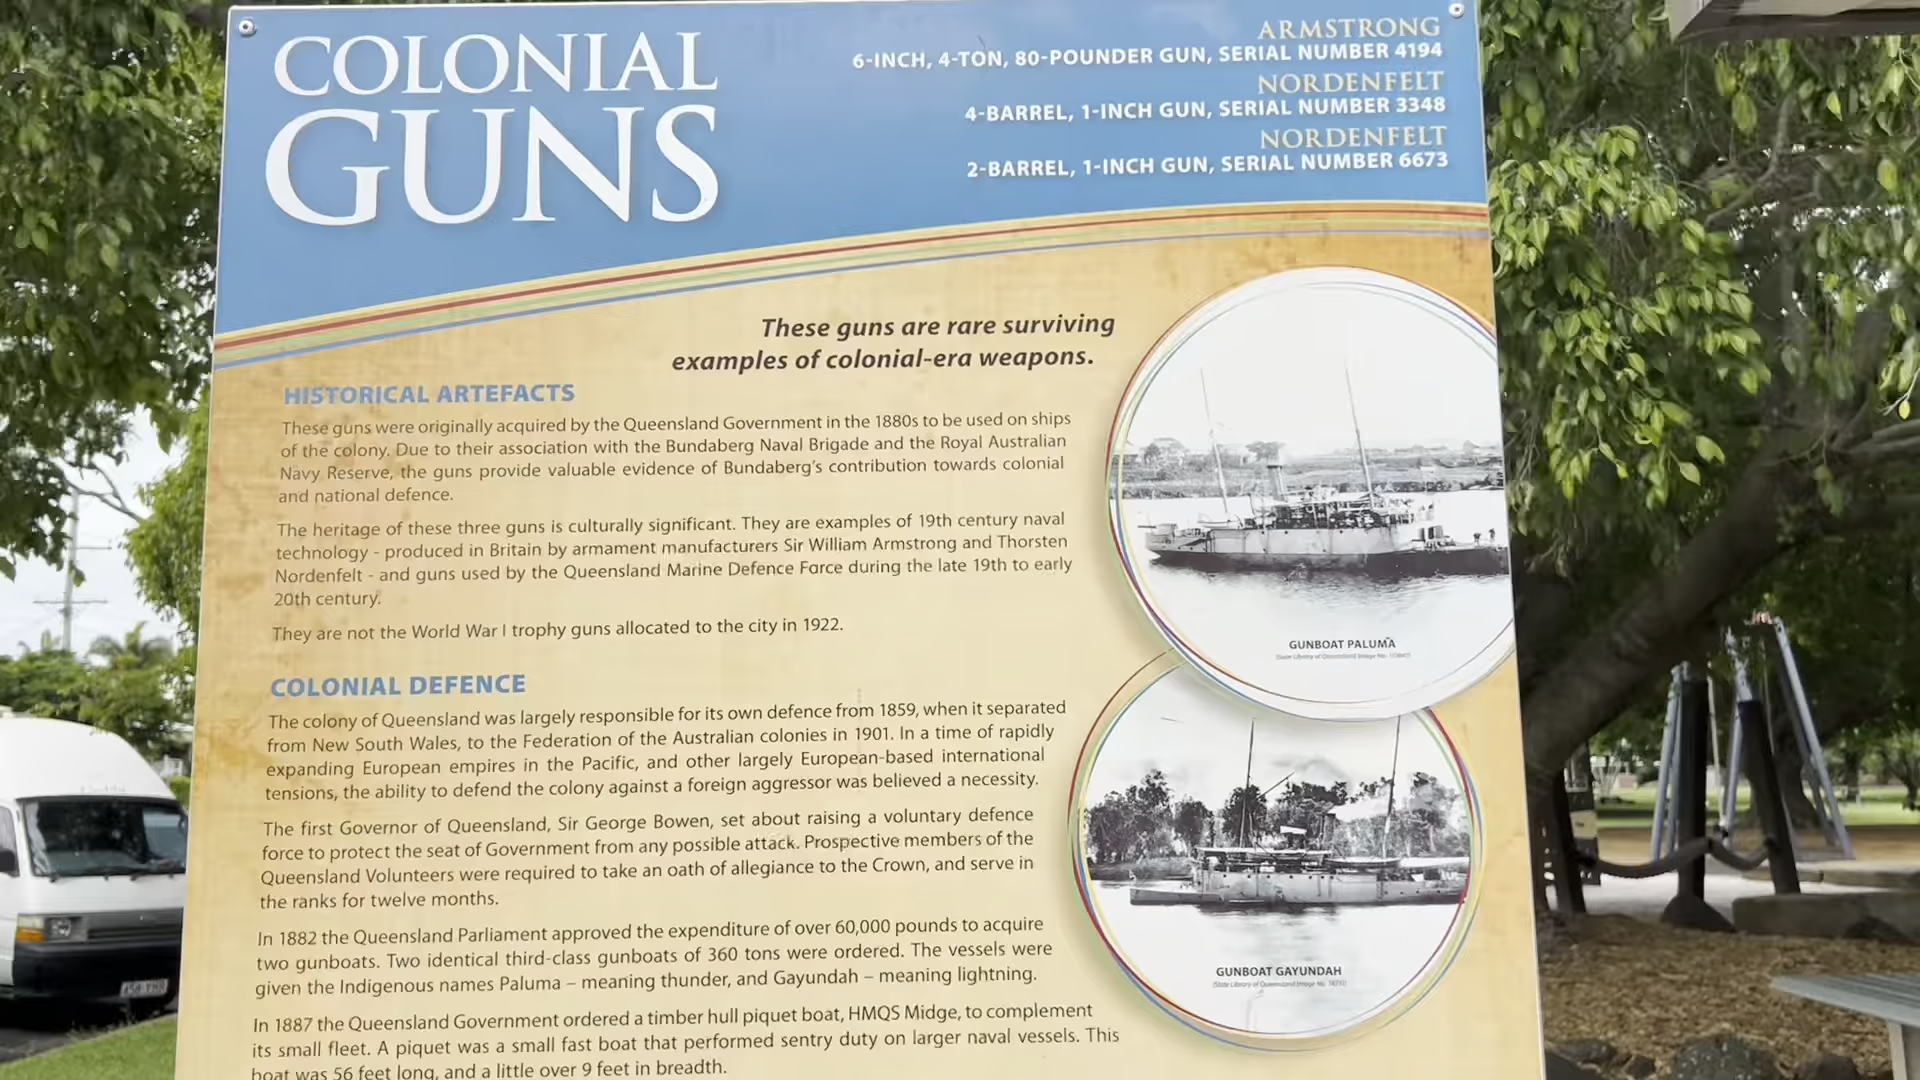 COLONIAL
GUNS
ARMSTRONG
6-INCH, 4-TON, 80-POUNDER GUN, SERIAL NUMBER 4194
NORDENFELT
4-BARREL, 1-INCH GUN, SERIAL NUMBER 3348
NORDENFELT
2-BARREL, 1-INCH GUN, SERIAL NUMBER 6673
These guns are rare surviving
examples of colonial-era weapons.
HISTORICAL ARTEFACTS
These guns were originally acquired by the Queensland Government in the 1880s to be used on ships
of the colony. Due to their association with the Bundaberg Naval Brigade and the Royal Australian
Navy Reserve, the guns provide valuable evidence of Bundaberg's contribution towards colonial
and national defence.
The heritage of these three guns is culturally significant. They are examples of 19th century naval
technology - produced in Britain by armament manufacturers Sir William Armstrong and Thorsten
Nordenfelt - and guns used by the Queensland Marine Defence Force during the late 19th to early
20th century.
They are not the World War I trophy guns allocated to the city in 1922.
COLONIAL DEFENCE
The colony of Queensland was largely responsible for its own defence from 1859, when it separated
from New South Wales, to the Federation of the Australian colonies in 1901. In a time of rapidly
expanding European empires in the Pacific, and other largely European-based international
tensions, the ability to defend the colony against a foreign aggressor was believed a necessity.
The first Governor of Queensland, Sir George Bowen, set about raising a voluntary defence
force to protect the seat of Government from any possible attack. Prospective members of the
Queensland Volunteers were required to take an oath of allegiance to the Crown, and serve in
the ranks for twelve months.
In 1882 the Queensland Parliament approved the expenditure of over 60,000 pounds to acquire
two gunboats. Two identical third-class gunboats of 360 tons were ordered. The vessels were
given the Indigenous names Paluma – meaning thunder, and Gayundah – meaning lightning.
In 1887 the Queensland Government ordered a timber hull piquet boat, HMQS Midge, to complement
its small fleet. A piquet was a small fast boat that performed sentry duty on larger naval vessels. This
boat was 56 feet long, and a little over 9 feet in breadth.
GUNBOAT PALUMA
(State Library of Queensland Image No.
GUNBOAT GAYUNDAH
(State Library of Queensland Image No.